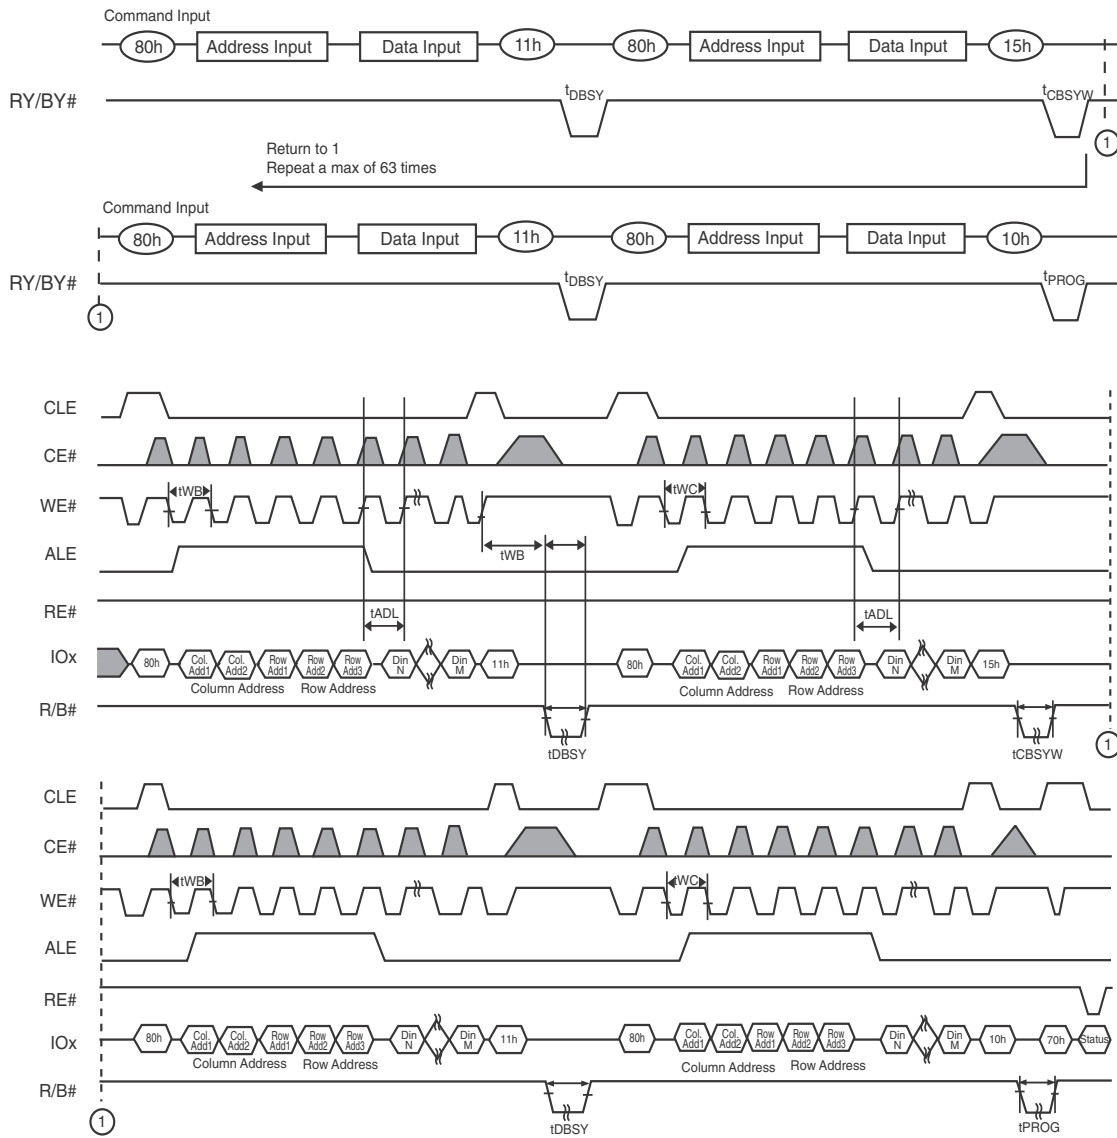 Command Input
80h Address Input Data Input 11h 80h Address Input Data Input 15h
RY/BY# tDBSY tCBSYW
1
Return to 1
Repeat a max of 63 times
Command Input
80h Address Input Data Input 11h 80h Address Input Data Input 10h
RY/BY# tDBSY tPROG
1
CLE
CE#
WE# tWB tWC
ALE tWB
RE# tADL tADL
IOx 80h Col. Add1 Col. Add2 Row Add1 Row Add2 Row Add3 Din N Din M 11h 80h Col. Add1 Col. Add2 Row Add1 Row Add2 Row Add3 Din N Din M 15h
Column Address Row Address Column Address Row Address
R/B#
tDBSY tCBSYW 1
CLE
CE#
WE# tWB tWC
ALE
RE#
IOx 80h Col. Add1 Col. Add2 Row Add1 Row Add2 Row Add3 Din N Din M 11h 80h Col. Add1 Col. Add2 Row Add1 Row Add2 Row Add3 Din N Din M 10h 70h Status
Column Address Row Address Column Address Row Address
R/B#
1 tDBSY tPROG